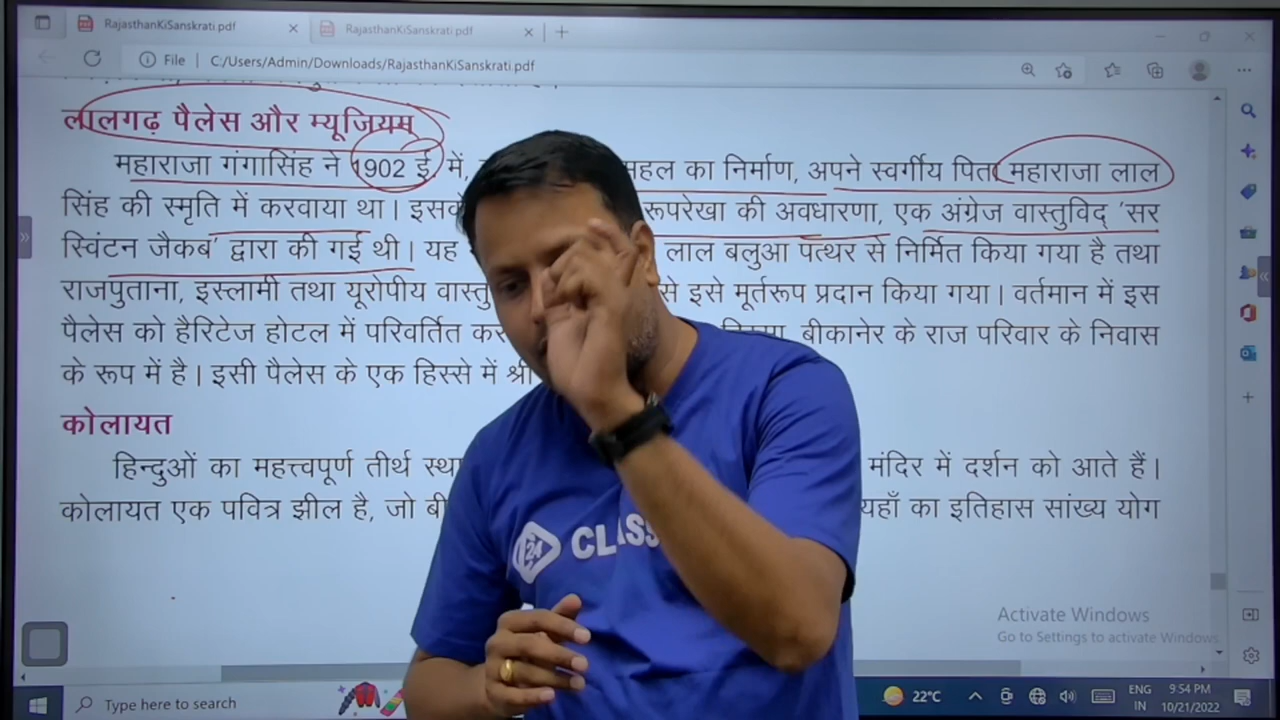 RajasthanKiSanskrati.pdf
RajasthanKiSanskrati.pdf
File | C:/Users/Admin/Downloads/RajasthanKiSanskrati.pdf
लालगढ़ पैलेस और म्यूजियम
महाराजा गंगासिंह ने 1902 ई में, महल का निर्माण, अपने स्वर्गीय पिता महाराजा लाल
सिंह की स्मृति में करवाया था। रूपरेखा की अवधारणा, एक अंग्रेज वास्तुविद् 'सर
स्विंटन जैकब' द्वारा की गई थी। यह लाल बलुआ पत्थर से निर्मित किया गया है तथा
राजपुताना, इस्लामी तथा यूरोपीय से इसे मूर्तरूप प्रदान किया गया। वर्तमान में इस
पैलेस को हैरिटेज होटल में परिवर्तित बीकानेर के राज परिवार के निवास
के रूप में है। इसी पैलेस के एक हिस्से में श्री
कोलायत
हिन्दुओं का महत्त्वपूर्ण तीर्थ मंदिर में दर्शन को आते हैं।
कोलायत एक पवित्र झील है, जो यहाँ का इतिहास सांख्य योग
24 CLASS
Activate Windows
Go to Settings to activate Windows
Type here to search
22°C
ENG
IN
9:54 PM
10/21/2022